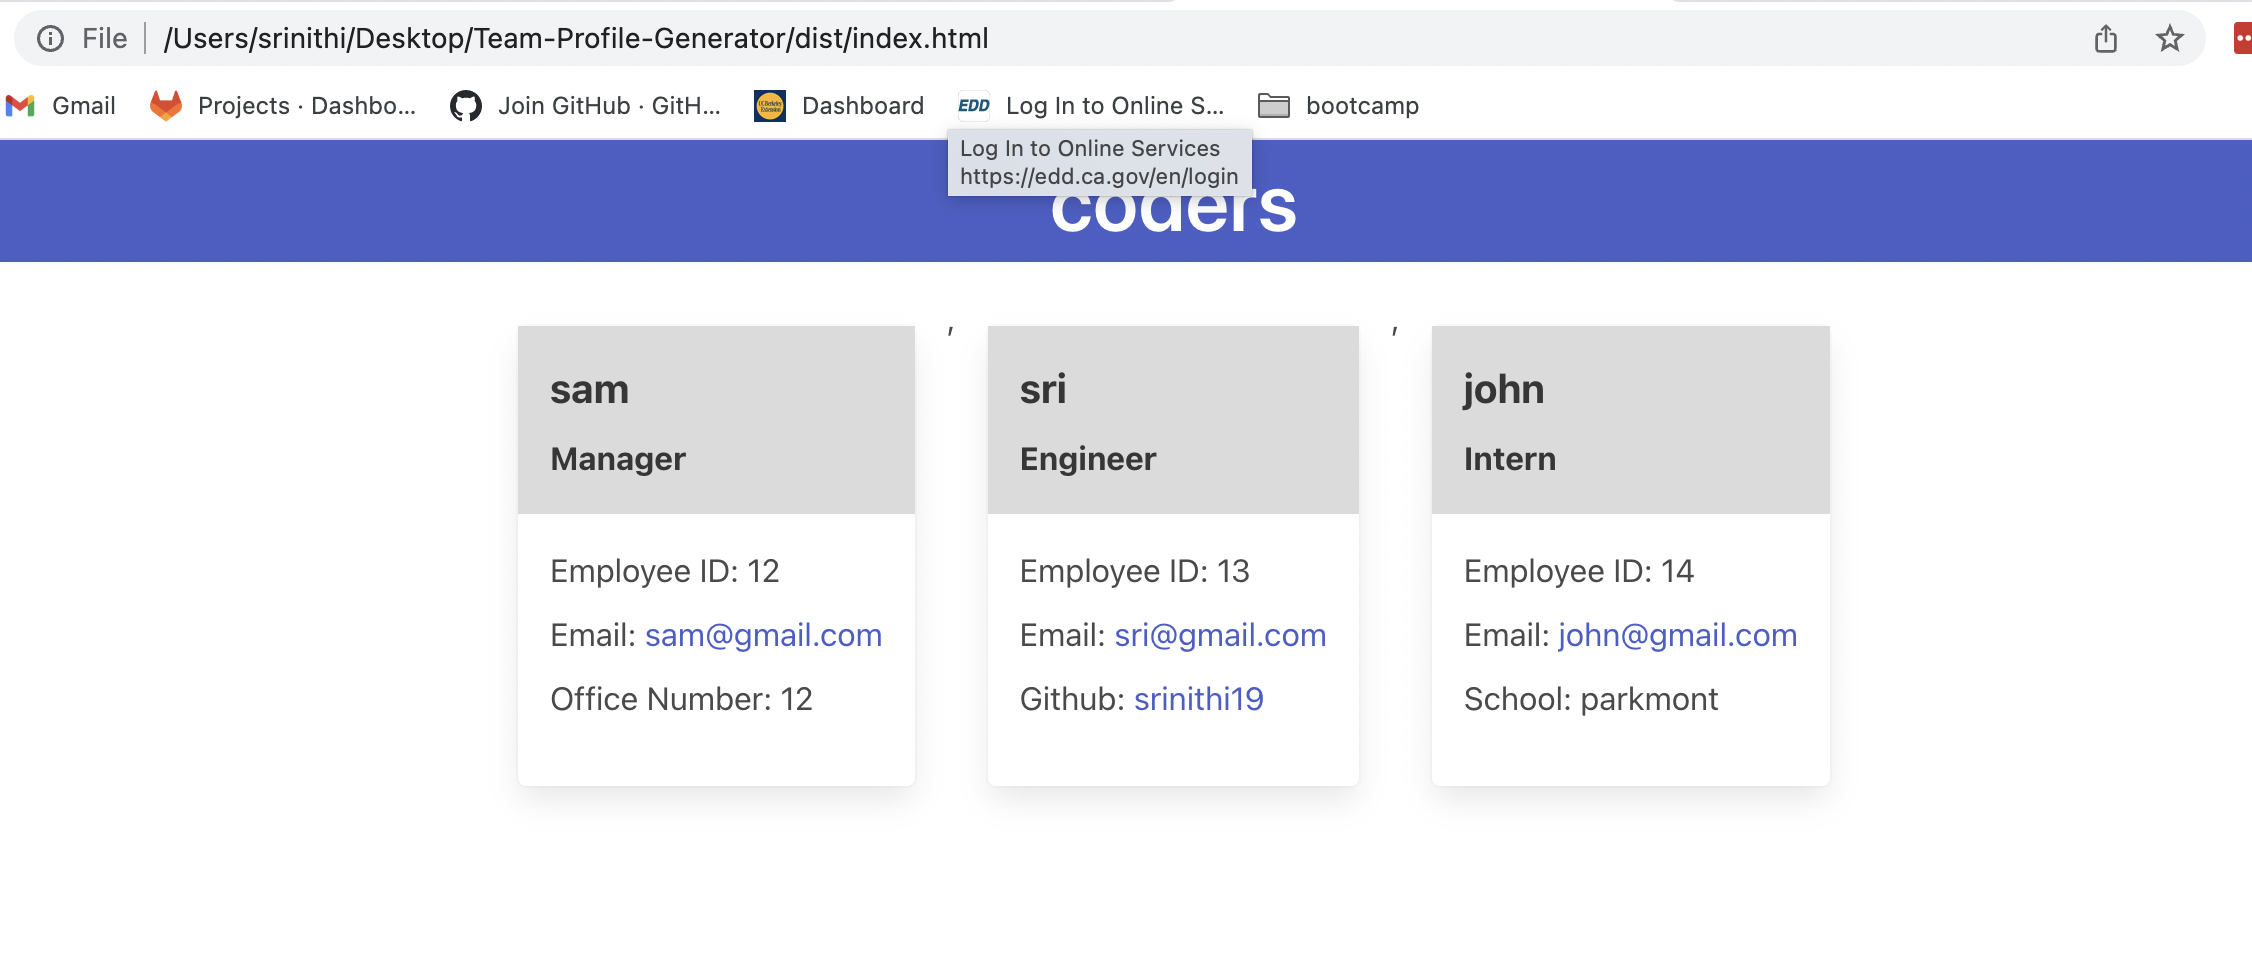 File /Users/srinithi/Desktop/Team-Profile-Generator/dist/index.html
Gmail Projects · Dashbo... Join GitHub · GitH... UC Berkeley Extension Dashboard EDD Log In to Online S... bootcamp
Log In to Online Services
https://edd.ca.gov/en/login
coders
sam
Manager
Employee ID: 12
Email: sam@gmail.com
Office Number: 12
,
sri
Engineer
Employee ID: 13
Email: sri@gmail.com
Github: srinithi19
,
john
Intern
Employee ID: 14
Email: john@gmail.com
School: parkmont